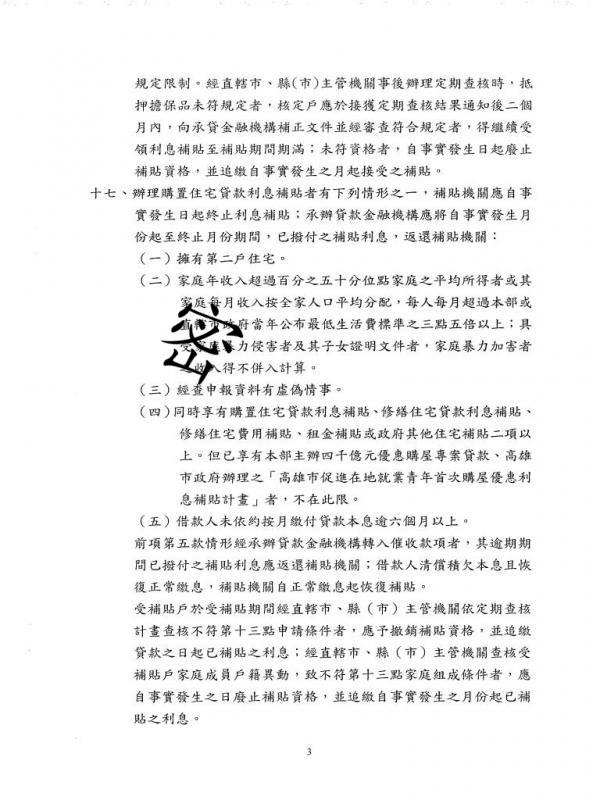 規定限制。經直轄市、縣(市)主管機關事後辦理定期查核時，抵
押擔保品未符規定者，核定戶應於接獲定期查核結果通知後二個
月內，向承貸金融機構補正文件並經審查符合規定者，得繼續受
領利息補貼至補貼期間期滿；未符資格者，自事實發生日起廢止
補貼資格，並追繳自事實發生之月起接受之補貼。
十七、辦理購置住宅貸款利息補貼者有下列情形之一，補貼機關應自事
實發生日起終止利息補貼；承辦貸款金融機構應將自事實發生月
份起至終止月份期間，已撥付之補貼利息，返還補貼機關：
（一）擁有第二戶住宅。
（二）家庭年收入超過百分之五十分位點家庭之平均所得者或其
家庭每月收入按全家人口平均分配，每人每月超過本部或
直轄市政府當年公布最低生活費標準之三點五倍以上；具
受家庭暴力侵害者及其子女證明文件者，家庭暴力加害者
之收入得不併入計算。
密
（三）經查申報資料有虛偽情事。
（四）同時享有購置住宅貸款利息補貼、修繕住宅貸款利息補貼、
修繕住宅費用補貼、租金補貼或政府其他住宅補貼二項以
上。但已享有本部主辦四千億元優惠購屋專案貸款、高雄
市政府辦理之「高雄市促進在地就業青年首次購屋優惠利
息補貼計畫」者，不在此限。
（五）借款人未依約按月繳付貸款本息逾六個月以上。
前項第五款情形經承辦貸款金融機構轉入催收款項者，其逾期期
間已撥付之補貼利息應返還補貼機關；借款人清償積欠本息且恢
復正常繳息，補貼機關自正常繳息起恢復補貼。
受補貼戶於受補貼期間經直轄市、縣（市）主管機關依定期查核
計畫查核不符第十三點申請條件者，應予撤銷補貼資格，並追繳
貸款之日起已補貼之利息；經直轄市、縣（市）主管機關查核受
補貼戶家庭成員戶籍異動，致不符第十三點家庭組成條件者，應
自事實發生之日廢止補貼資格，並追繳自事實發生之月份起已補
貼之利息。
3